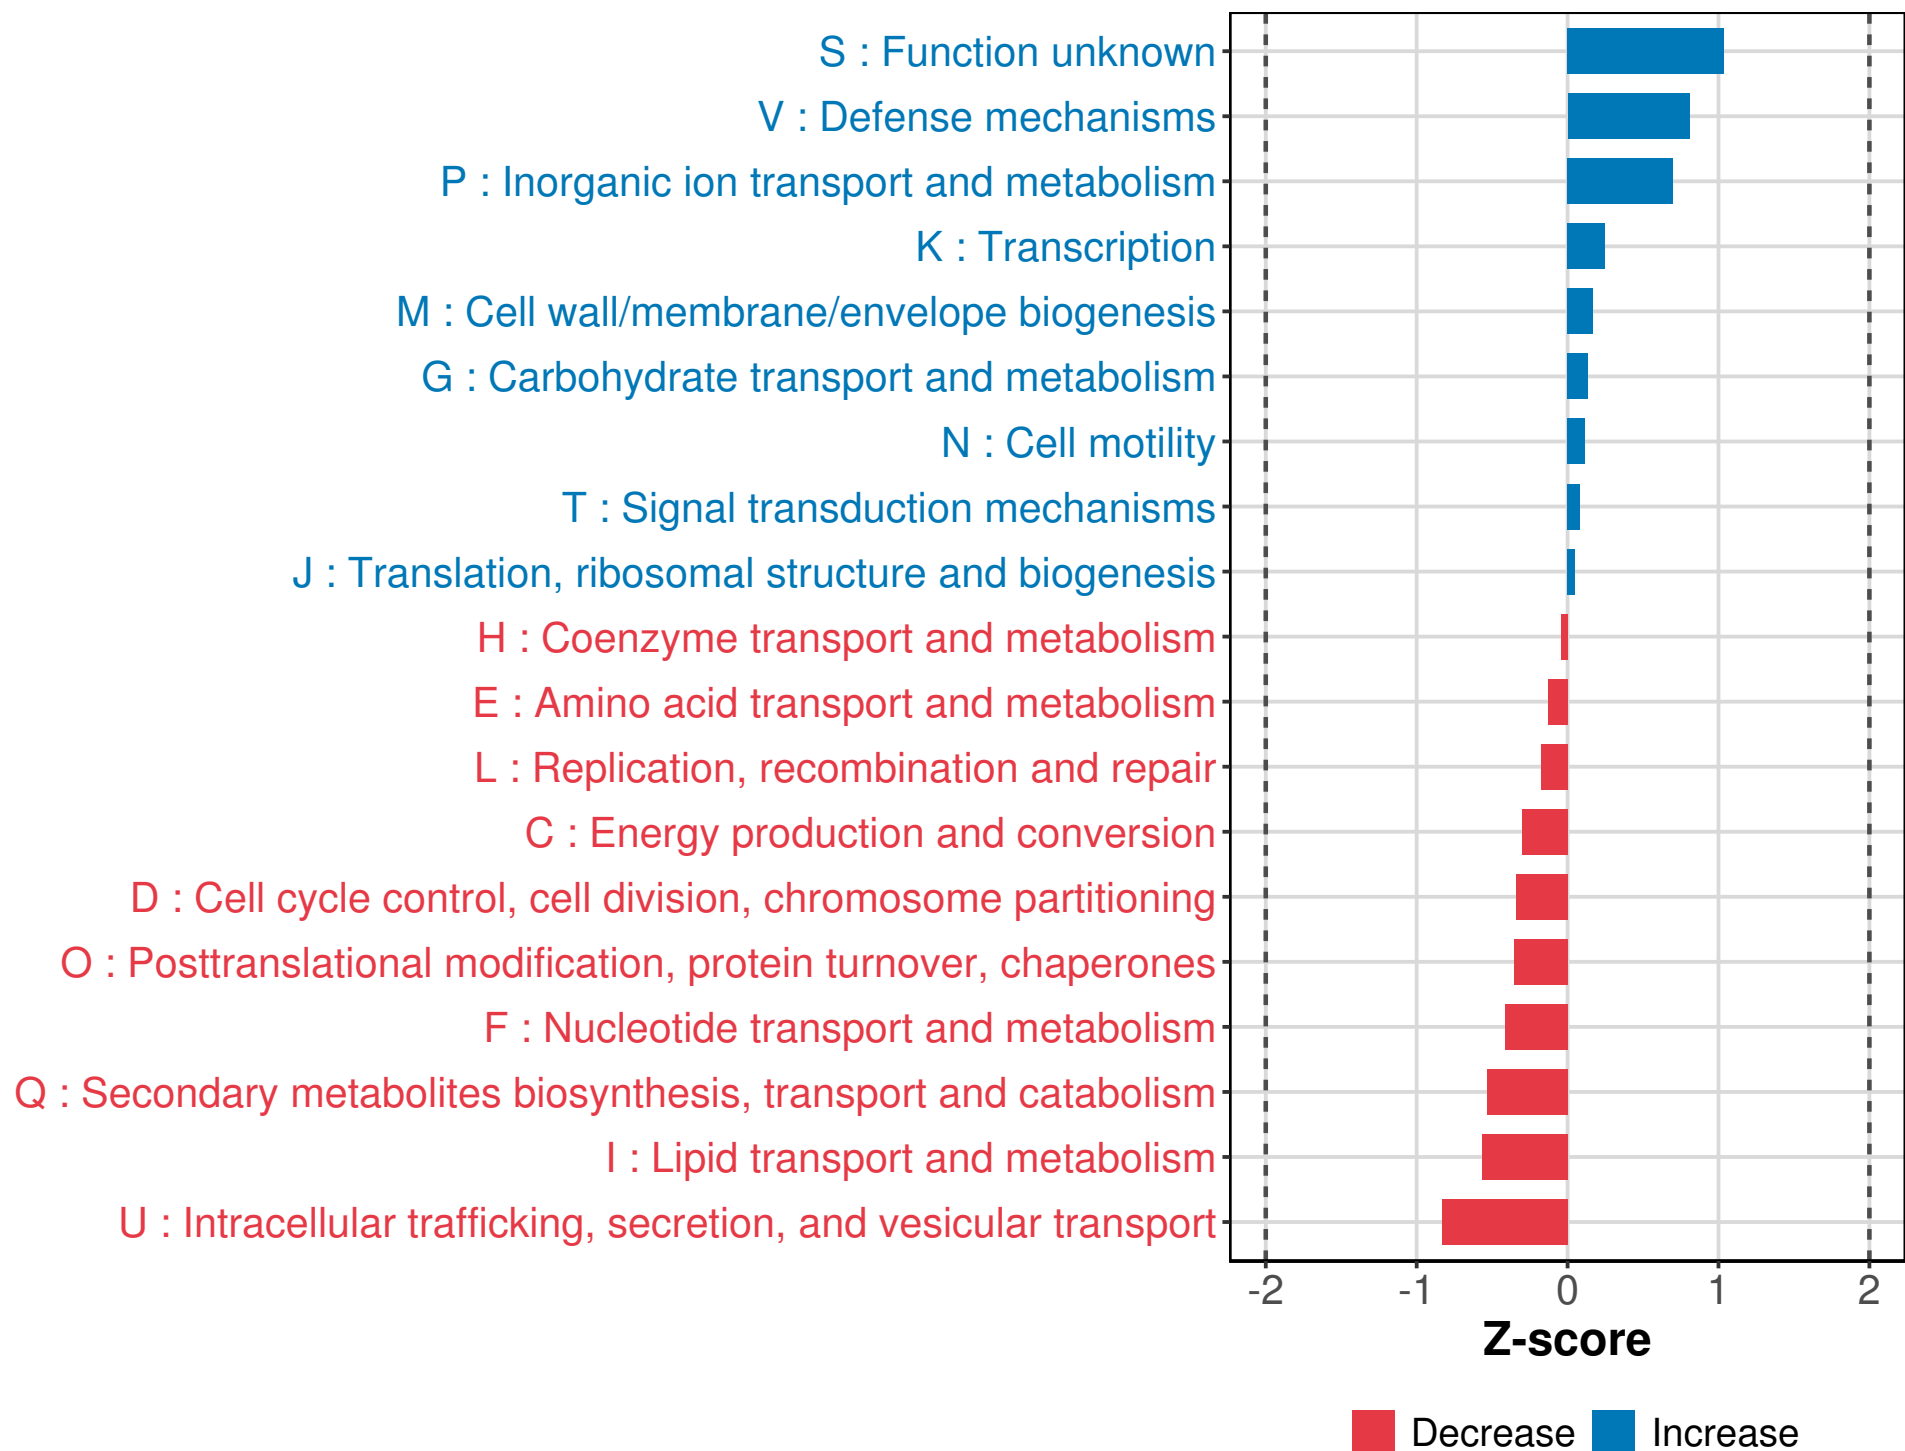 S : Function unknown
V : Defense mechanisms
P : Inorganic ion transport and metabolism
K : Transcription
M : Cell wall/membrane/envelope biogenesis
G : Carbohydrate transport and metabolism
N : Cell motility
T : Signal transduction mechanisms
J : Translation, ribosomal structure and biogenesis
H : Coenzyme transport and metabolism
E : Amino acid transport and metabolism
L : Replication, recombination and repair
C : Energy production and conversion
D : Cell cycle control, cell division, chromosome partitioning
O : Posttranslational modification, protein turnover, chaperones
F : Nucleotide transport and metabolism
Q : Secondary metabolites biosynthesis, transport and catabolism
I : Lipid transport and metabolism
U : Intracellular trafficking, secretion, and vesicular transport
-2 -1 0 1 2
Z-score
Decrease Increase